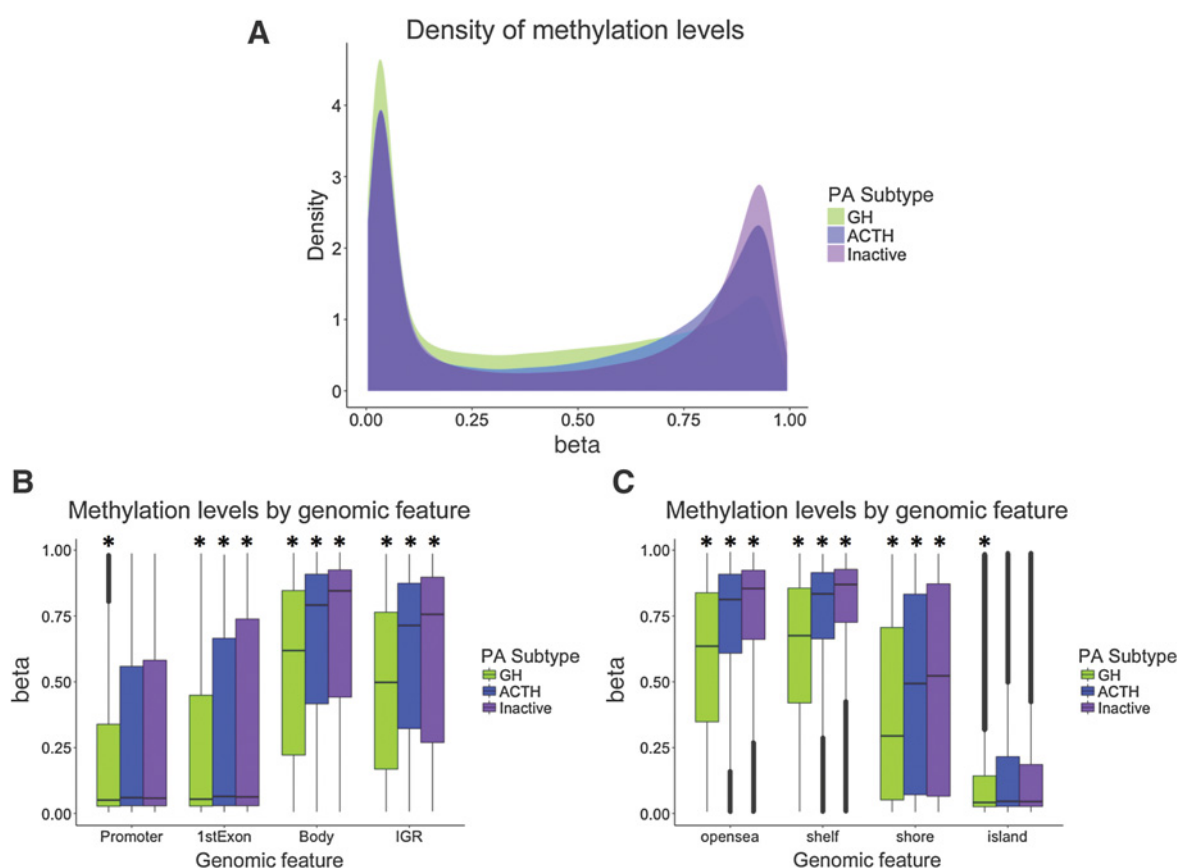 A
Density of methylation levels
4
3
2
1
0
Density
0.00 0.25 0.50 0.75 1.00
beta
PA Subtype
GH
ACTH
Inactive
B
Methylation levels by genomic feature
* * * * * * * * * *
1.00
0.75
0.50
0.25
0.00
beta
Promoter 1stExon Body IGR
Genomic feature
PA Subtype
GH
ACTH
Inactive
C
Methylation levels by genomic feature
* * * * * * * * * *
1.00
0.75
0.50
0.25
0.00
beta
opensea shelf shore island
Genomic feature
PA Subtype
GH
ACTH
Inactive